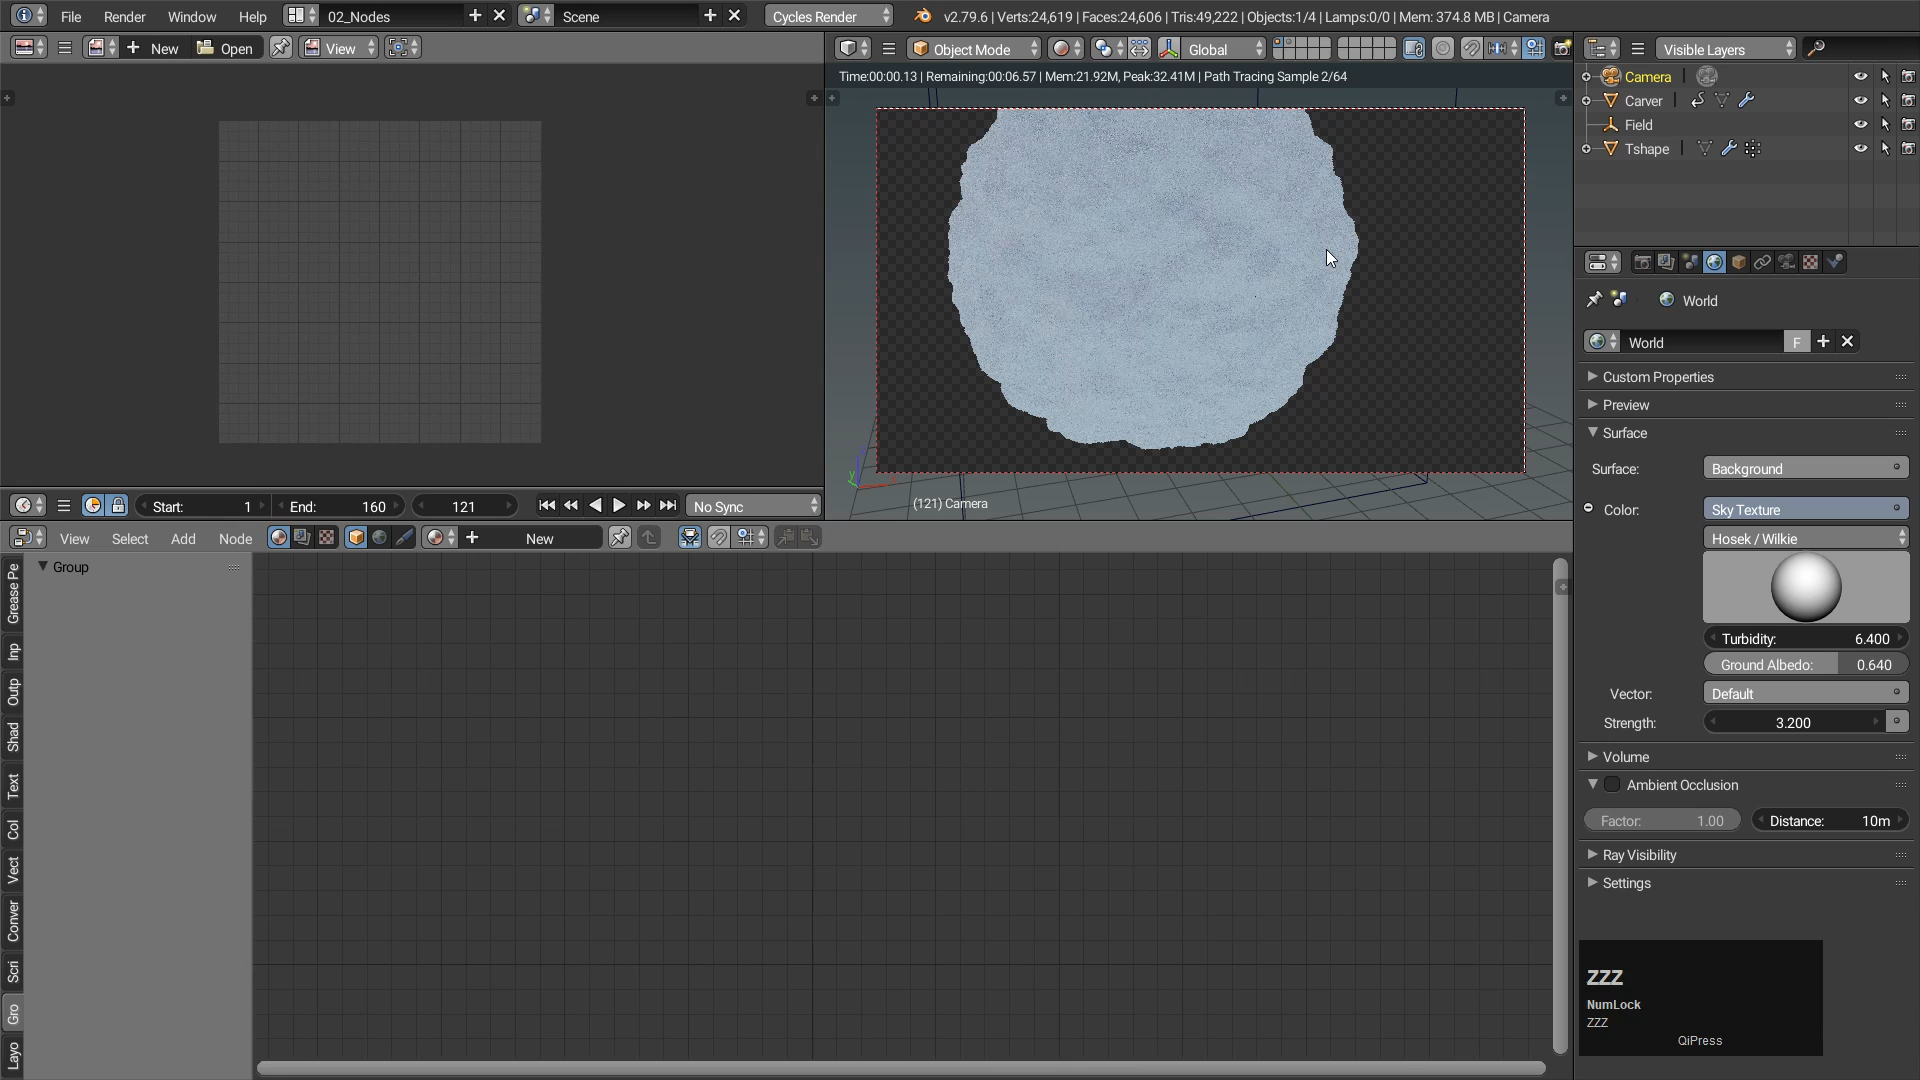 File Render Window Help 02_Nodes Scene Cycles Render v2.79.6 | Verts:24,619 | Faces:24,606 | Tris:49,222 | Objects:1/4 | Lamps:0/0 | Mem: 374.8 MB | Camera
New Open View Object Mode Global Visible Layers
Time:00:00.13 | Remaining:00:06.57 | Mem:21.92M, Peak:32.41M | Path Tracing Sample 2/64
Camera
Carver
Field
Tshape
World
World F
Custom Properties
Preview
Surface
Surface: Background
Color: Sky Texture
Hosek / Wilkie
Turbidity: 6.400
Ground Albedo: 0.640
Vector: Default
Strength: 3.200
Volume
Ambient Occlusion
Factor: 1.00 Distance: 10m
Ray Visibility
Settings
y
(121) Camera
Start: 1 End: 160 121 No Sync
View Select Add Node New
Group
Grease Pe
Inp
Outp
Shad
Text
Col
Vect
Conver
Scri
Gro
Layo
ZZZ
NumLock
ZZZ
QiPress